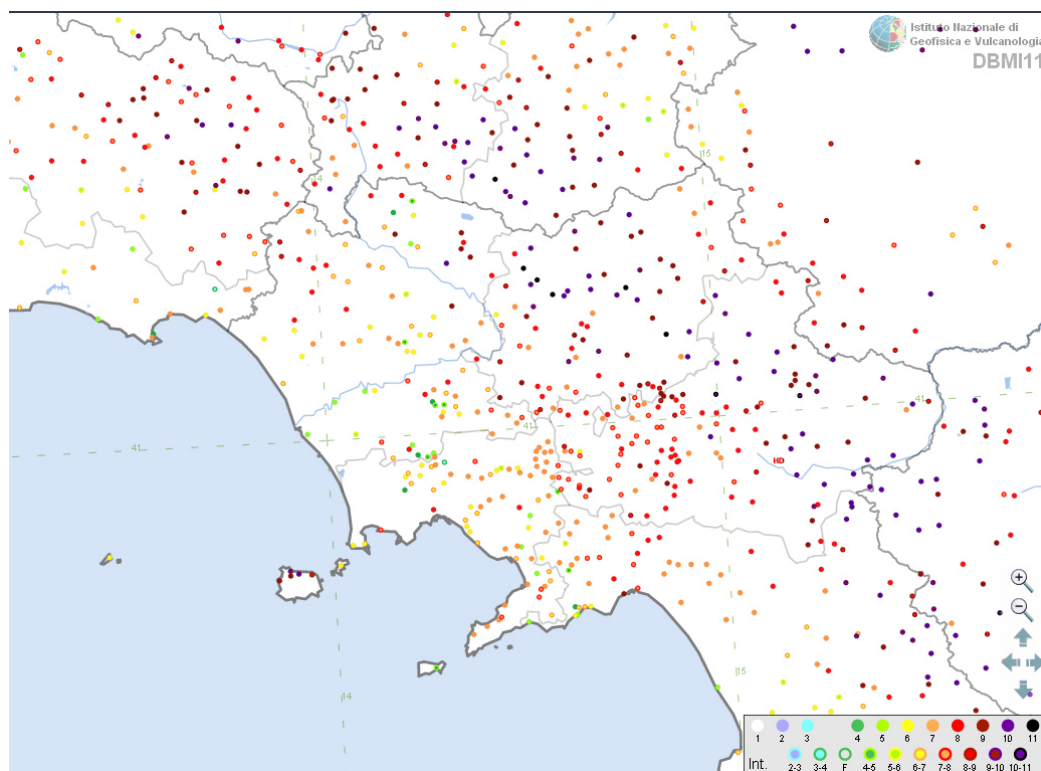 Istituto Nazionale di
Geofisica e Vulcanologia
DBMI11
15
14
41
41
41
HD
15
14
1 2 3 4 5 6 7 8 9 10 11
Int. 2-3 3-4 F 4-5 5-6 6-7 7-8 8-9 9-10 10-11